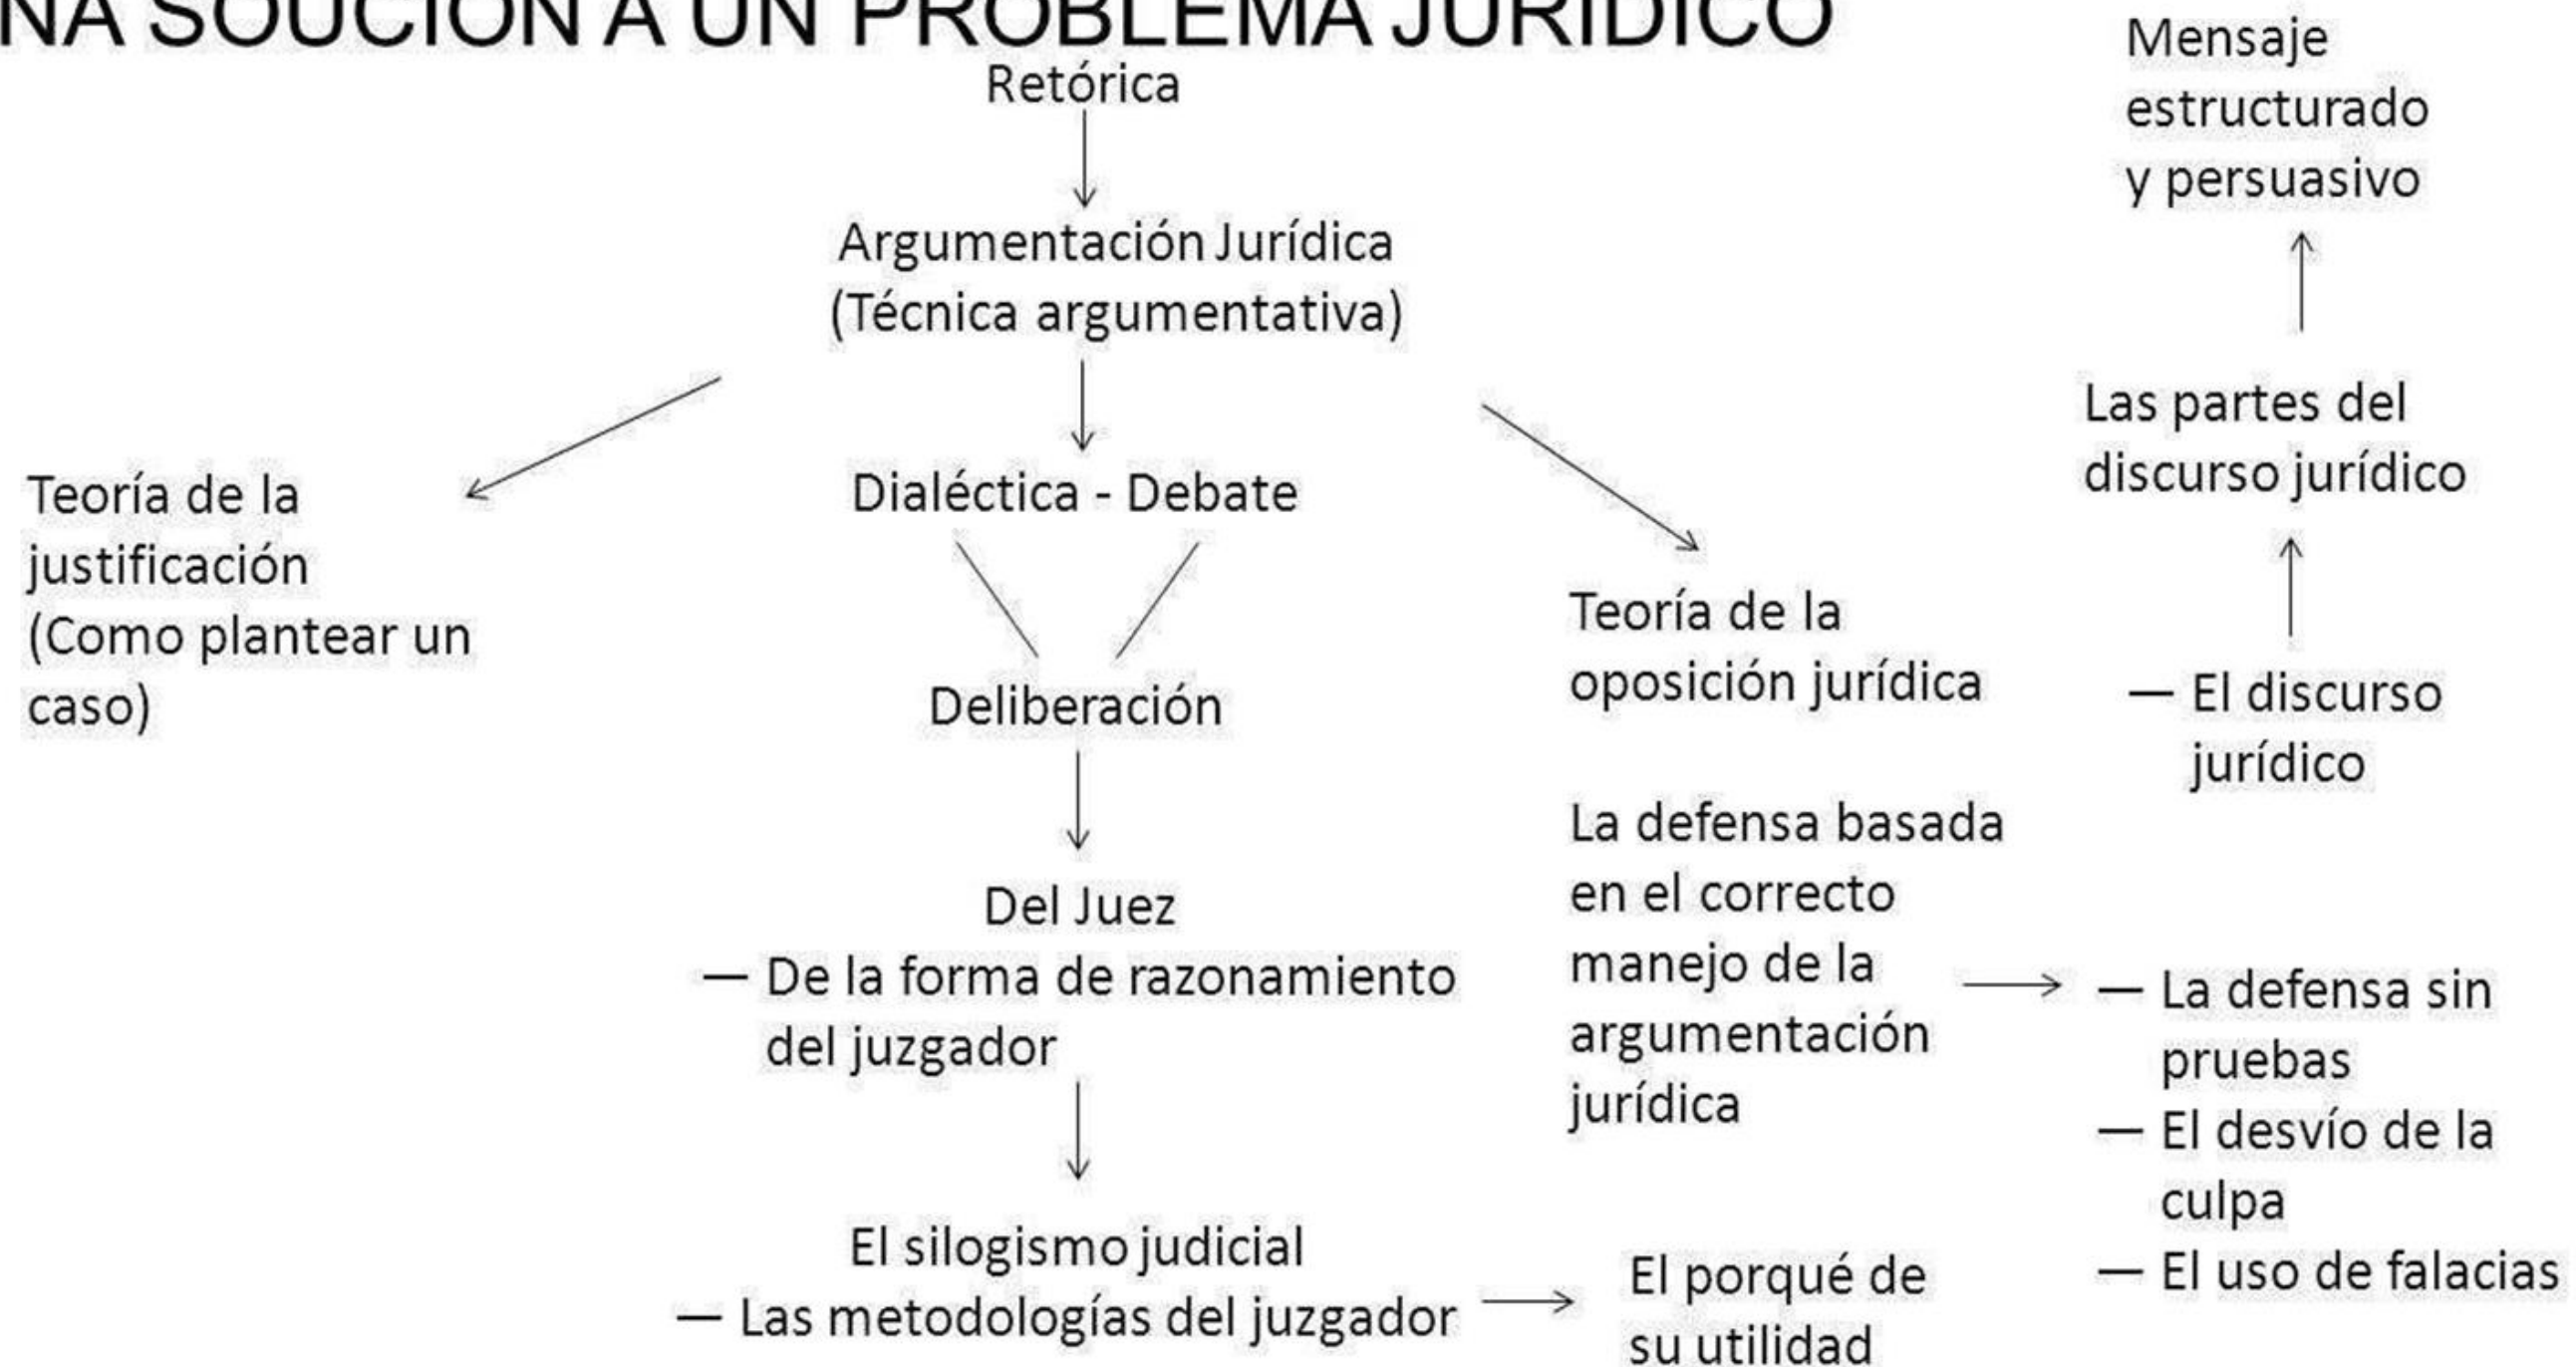 NA SOUCIÓN A UN PROBLEMA JURÍDICO
Retórica
Argumentación Jurídica
(Técnica argumentativa)
Teoría de la
justificación
(Como plantear un
caso)
Dialéctica - Debate
Deliberación
Del Juez
— De la forma de razonamiento
del juzgador
El silogismo judicial
— Las metodologías del juzgador
El porqué de
su utilidad
Teoría de la
oposición jurídica
La defensa basada
en el correcto
manejo de la
argumentación
jurídica
Mensaje
estructurado
y persuasivo
Las partes del
discurso jurídico
— El discurso
jurídico
— La defensa sin
pruebas
— El desvío de la
culpa
— El uso de falacias